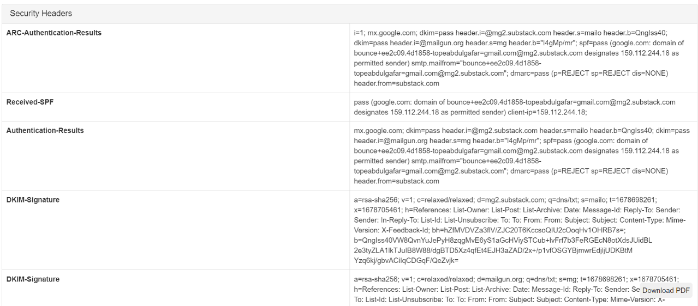 Security Headers
ARC-Authentication-Results
i=1; mx.google.com; dkim=pass header.i=@mg2.substack.com header.s=mailo header.b=QngIss40;
dkim=pass header.i=@mailgun.org header.s=mg header.b="l4gMp/mr"; spf=pass (google.com: domain of
bounce+ee2c09.4d1858-topeabdulgafar=gmail.com@mg2.substack.com designates 159.112.244.18 as
permitted sender) smtp.mailfrom="bounce+ee2c09.4d1858-
topeabdulgafar=gmail.com@mg2.substack.com"; dmarc=pass (p=REJECT sp=REJECT dis=NONE)
header.from=substack.com
Received-SPF
pass (google.com: domain of bounce+ee2c09.4d1858-topeabdulgafar=gmail.com@mg2.substack.com
designates 159.112.244.18 as permitted sender) client-ip=159.112.244.18;
Authentication-Results
mx.google.com; dkim=pass header.i=@mg2.substack.com header.s=mailo header.b=QngIss40; dkim=pass
header.i=@mailgun.org header.s=mg header.b="l4gMp/mr"; spf=pass (google.com: domain of
bounce+ee2c09.4d1858-topeabdulgafar=gmail.com@mg2.substack.com designates 159.112.244.18 as
permitted sender) smtp.mailfrom="bounce+ee2c09.4d1858-
topeabdulgafar=gmail.com@mg2.substack.com"; dmarc=pass (p=REJECT sp=REJECT dis=NONE)
header.from=substack.com
DKIM-Signature
a=rsa-sha256; v=1; c=relaxed/relaxed; d=mg2.substack.com; q=dns/txt; s=mailo; t=1678698261;
x=1678705461; h=References: List-Owner: List-Post: List-Archive: Date: Message-Id: Reply-To: Sender:
Sender: In-Reply-To: List-Id: List-Unsubscribe: To: To: From: From: Subject: Subject: Content-Type: Mime-
Version: X-Feedback-Id;
DKIM-Signature
a=rsa-sha256; v=1; c=relaxed/relaxed; d=mailgun.org; q=dns/txt; s=mg; t=1678698261; x=1678705461;
h=References: List-Owner: List-Post: List-Archive: Date: Message-Id: Reply-To: Sender:
To: List-Id: List-Unsubscribe: To: To: From: From: Subject: Subject: Content-Type: Mime-Version: X-
Download PDF